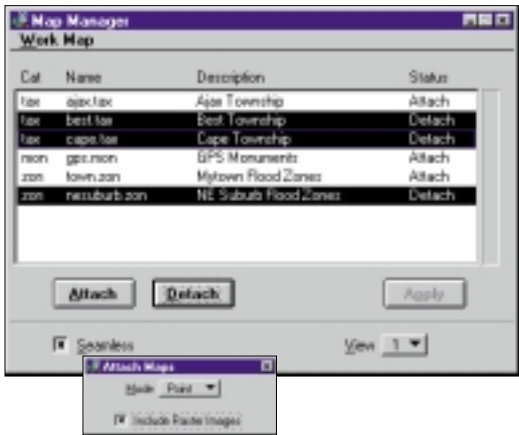 Map Manager
Work Map
Cat Name Description Status
tax ajax.tax Ajax Township Attach
tax best.tax Best Township Detach
tax cape.tax Cape Township Detach
mon gps.mon GPS Monuments Attach
zon town.zon Mytown Flood Zones Attach
zon nesuburb.zon NE Suburb Flood Zones Detach
Attach Detach Apply
Seamless View 1
Attach Maps
Mode Point
Include Raster Images